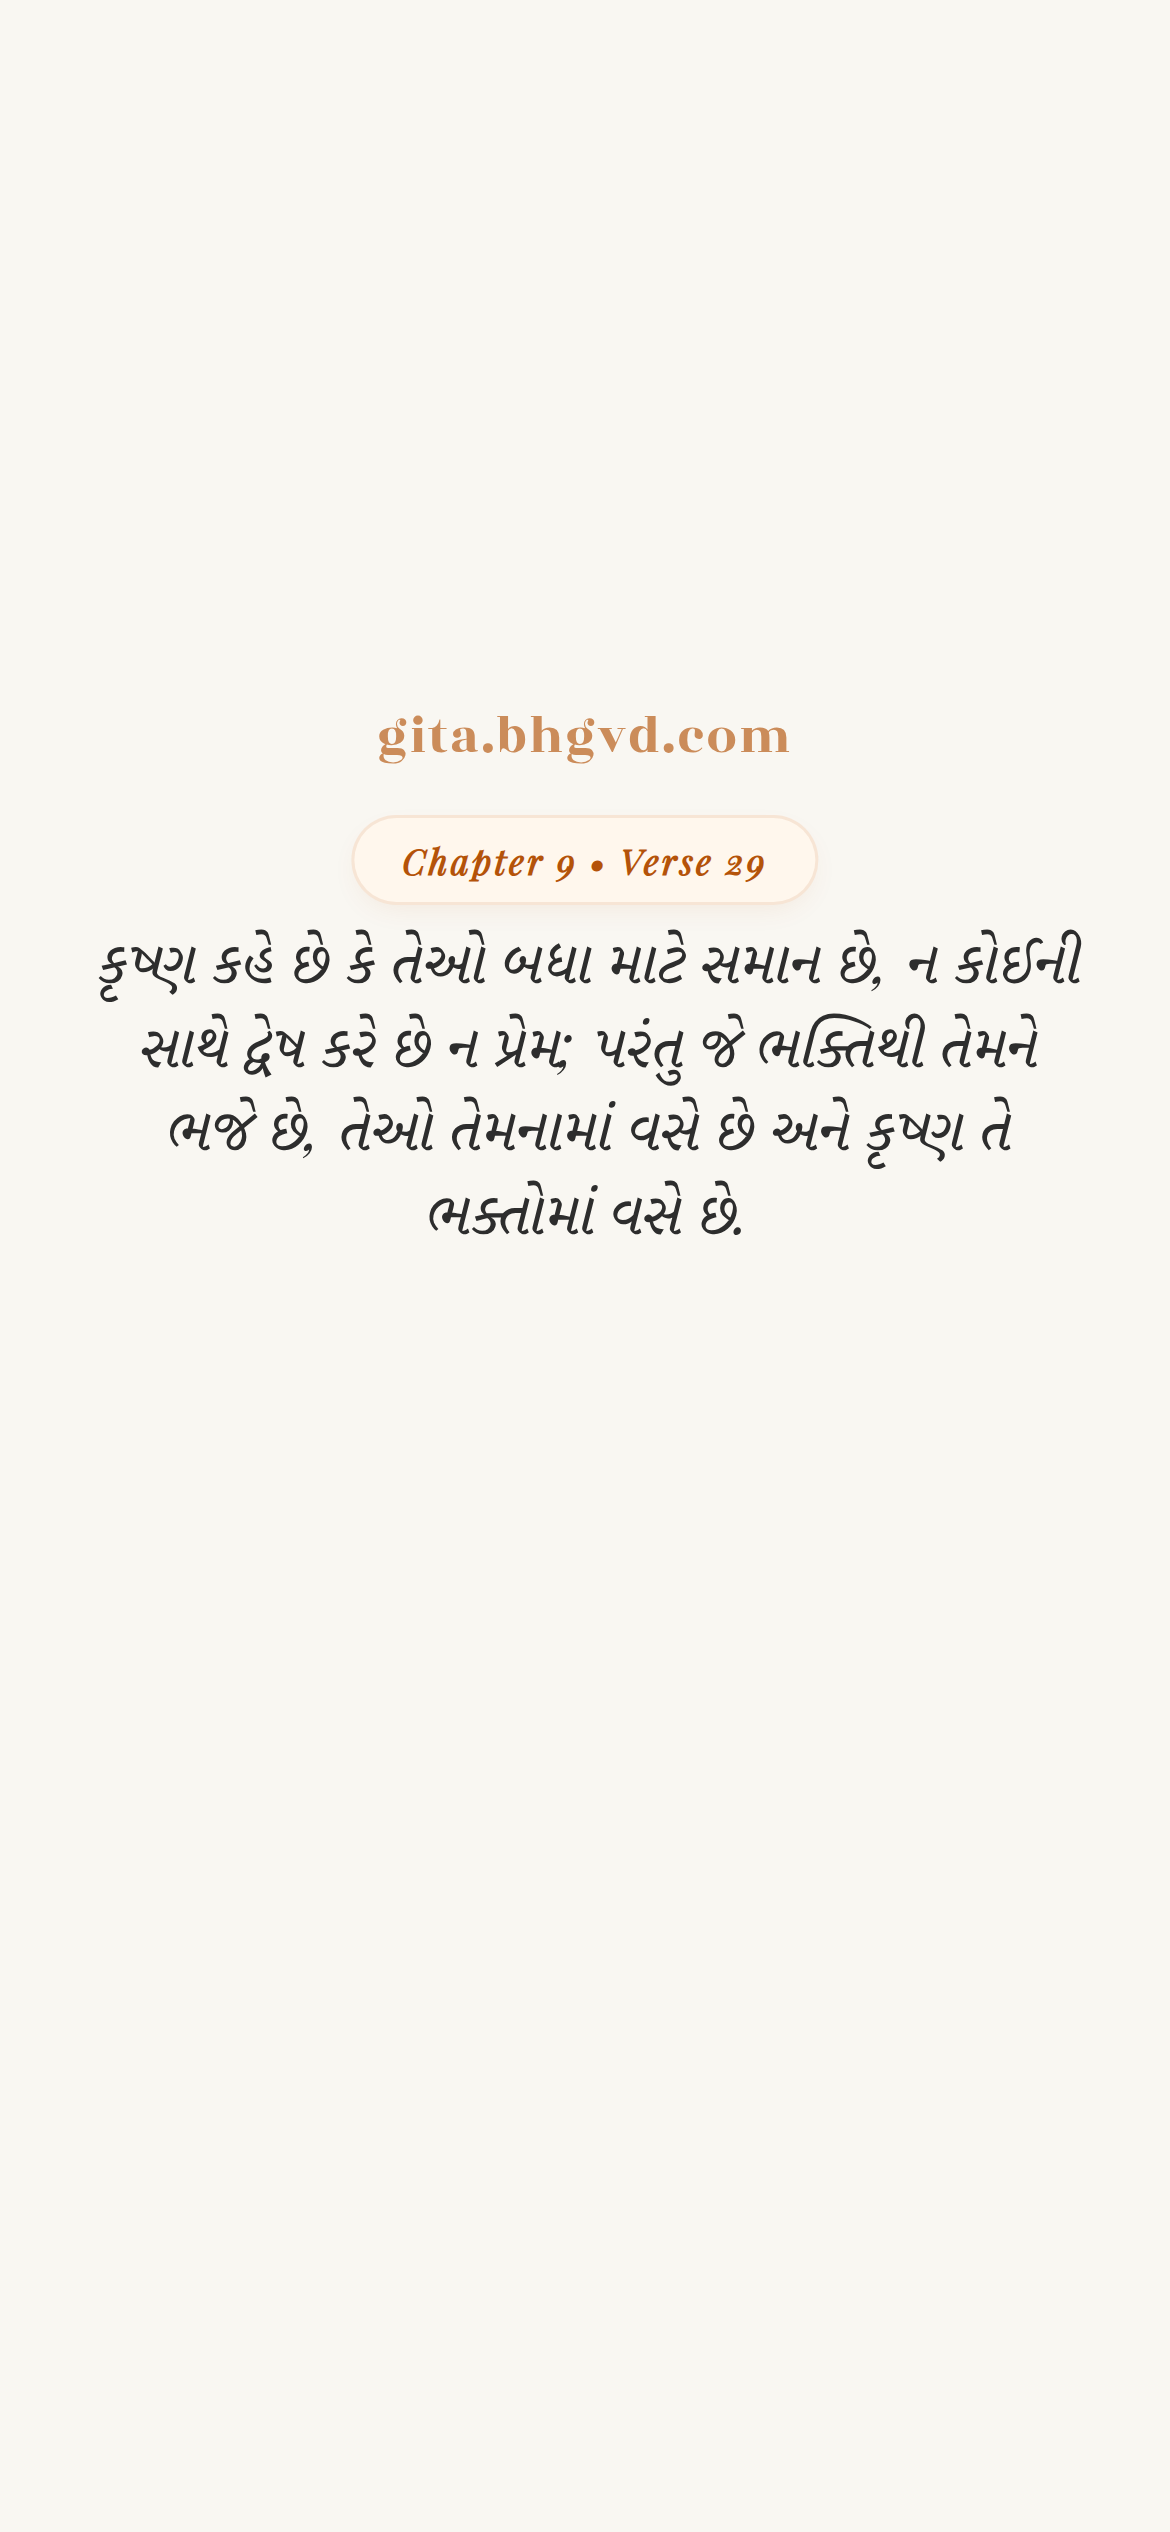 gita.bhgvd.com
Chapter 9 • Verse 29
કૃષ્ણ કહે છે કે તેઓ બધા માટે સમાન છે, ન કોઈની
સાથે દ્વેષ કરે છે ન પ્રેમ; પરંતુ જે ભક્તિથી તેમને
ભજે છે, તેઓ તેમનામાં વસે છે અને કૃષ્ણ તે
ભક્તોમાં વસે છે.